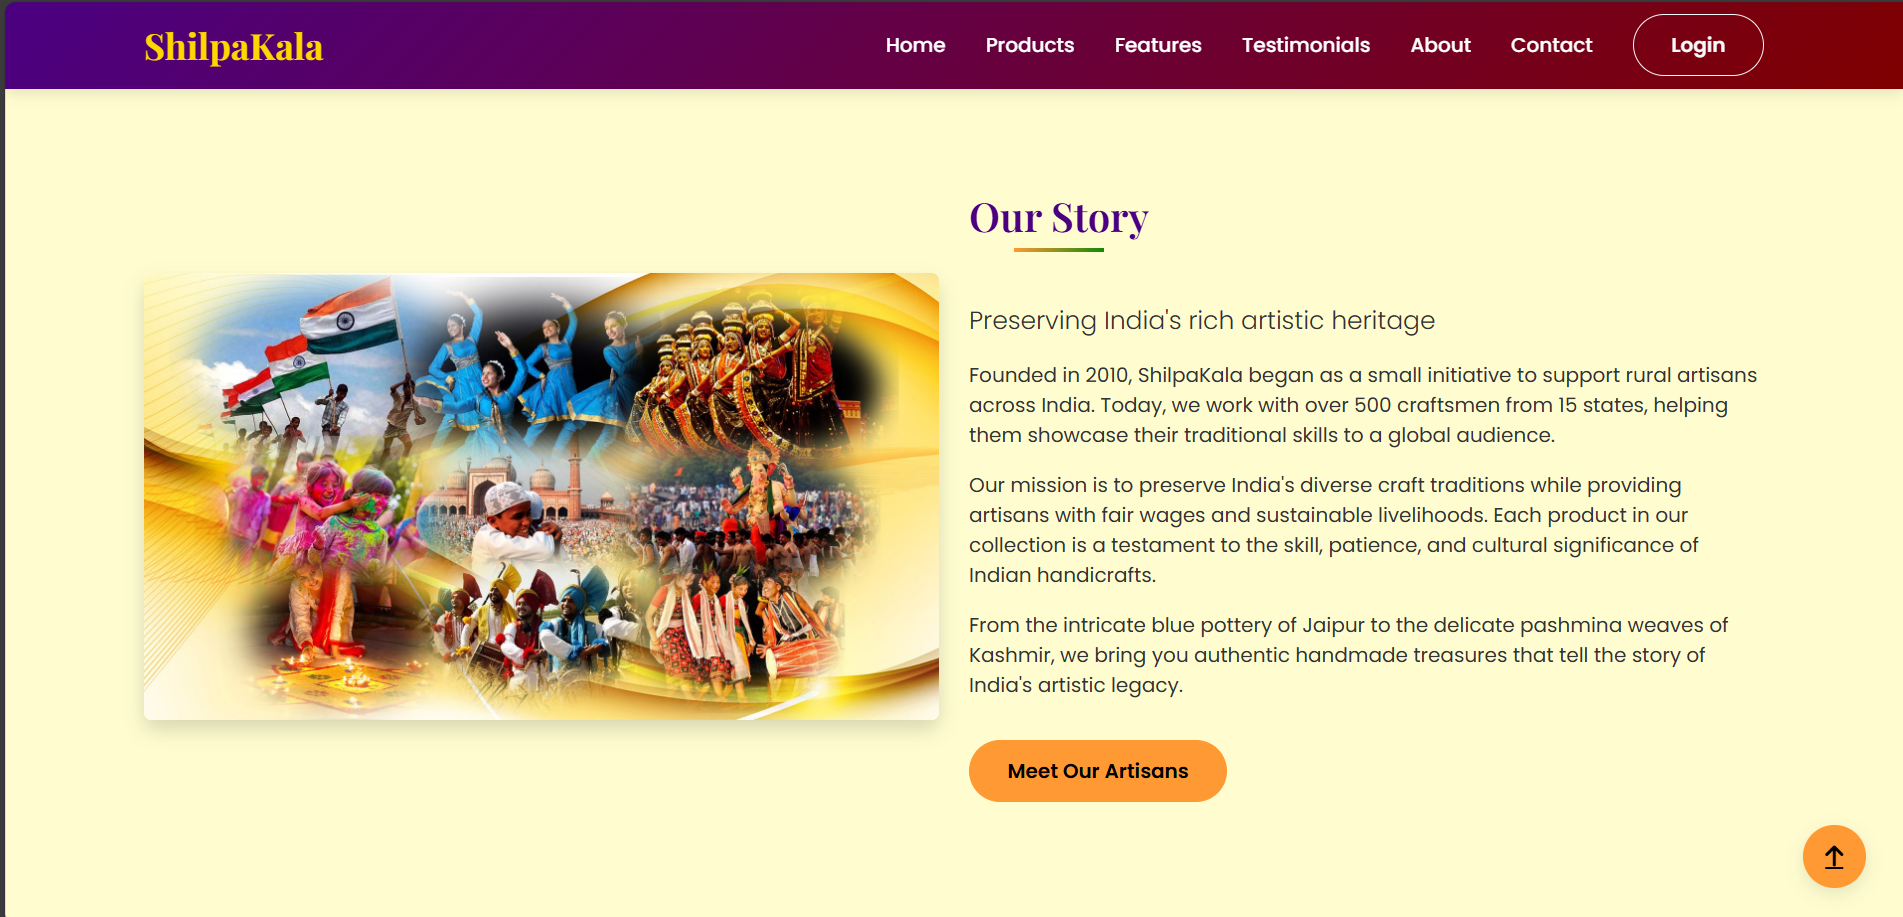 ShilpaKala
Home Products Features Testimonials About Contact Login
Our Story
Preserving India's rich artistic heritage
Founded in 2010, ShilpaKala began as a small initiative to support rural artisans
across India. Today, we work with over 500 craftsmen from 15 states, helping
them showcase their traditional skills to a global audience.
Our mission is to preserve India's diverse craft traditions while providing
artisans with fair wages and sustainable livelihoods. Each product in our
collection is a testament to the skill, patience, and cultural significance of
Indian handicrafts.
From the intricate blue pottery of Jaipur to the delicate pashmina weaves of
Kashmir, we bring you authentic handmade treasures that tell the story of
India's artistic legacy.
Meet Our Artisans